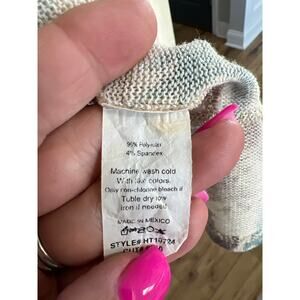 96% Polyester
4% Spandex
Machine wash cold
With like colors.
Only non-chlorine bleach if
Tuble dry low
Iron if needed
MADE IN MEXICO
STYLE# HT10724